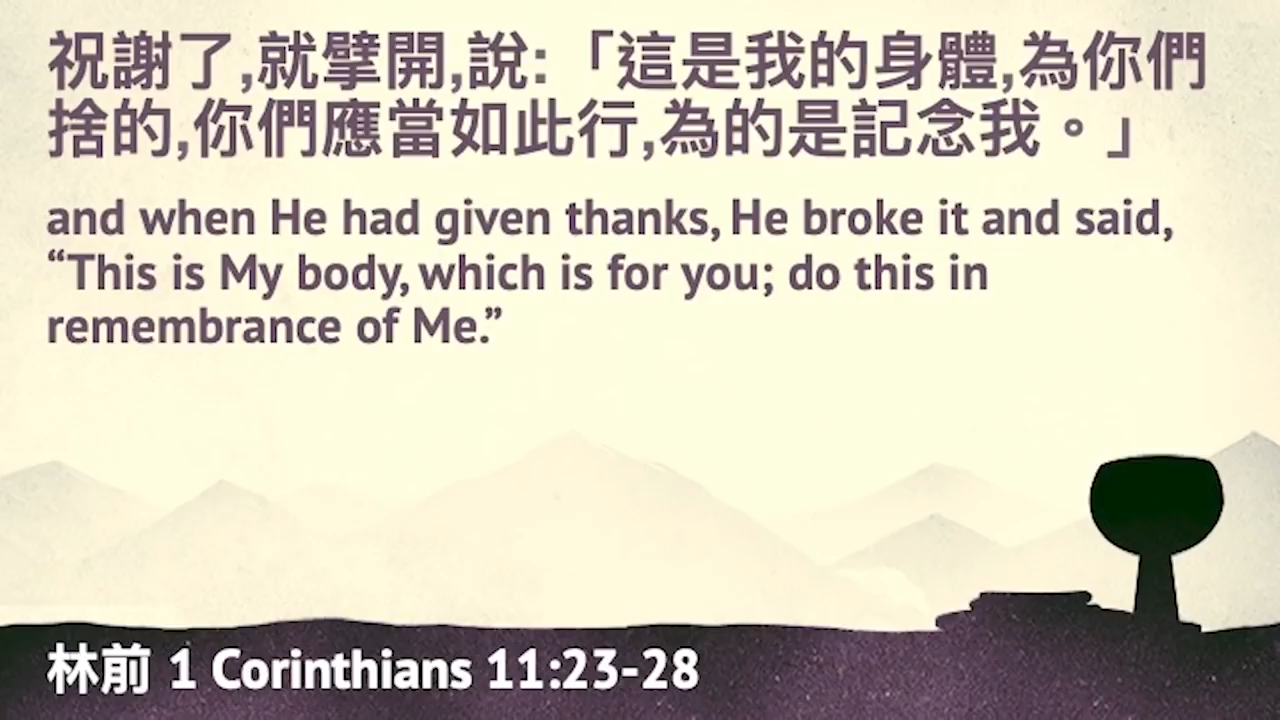 祝謝了,就擘開,說:「這是我的身體,為你們
捨的,你們應當如此行,為的是記念我。」
and when He had given thanks, He broke it and said,
“This is My body, which is for you; do this in
remembrance of Me.”
林前 1 Corinthians 11:23-28